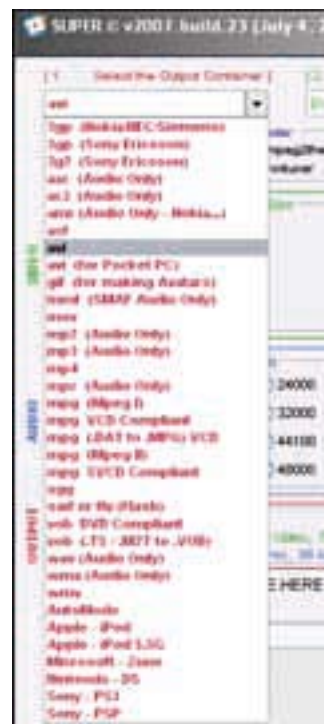 SUPER © v2007.build.23 (July 4, 2
[ 1 Select the Output Container ]
avi
3gp (Nokia/NEC/Siemens)
3gp (Sony Ericsson)
3g2 (Sony Ericsson)
aac (Audio Only)
ac3 (Audio Only)
amr (Audio Only - Nokia...)
asf
avi
avi (for Pocket PC)
gif (for making Avatars)
mmf (SMAF Audio Only)
mov
mp2 (Audio Only)
mp3 (Audio Only)
mp4
mpc (Audio Only)
mpg (Mpeg I)
mpg VCD Compliant
mpg (.DAT to .MPG) VCD
mpg (Mpeg II)
mpg SVCD Compliant
ogg
swf or flv (Flash)
vob DVD Compliant
vob (.TS - .M2T to .VOB)
wav (Audio Only)
wma (Audio Only)
wmv
AutoMode
Apple - iPod
Apple - iPod 5.5G
Microsoft - Zune
Nintendo - DS
Sony - PS3
Sony - PSP
AUDIO
OUTPUT
24000
32000
44100
48000
E HERE